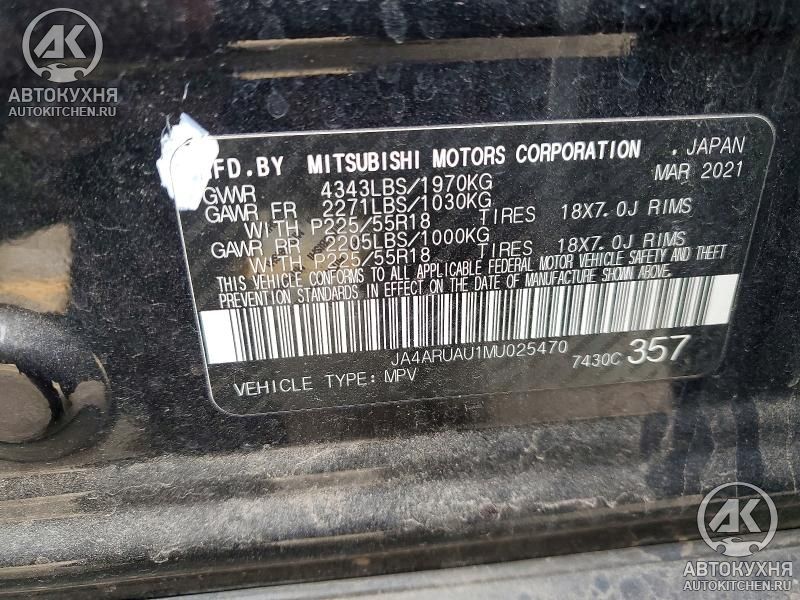 AK
АВТОКУХНЯ
AUTOKITCHEN.RU
MFD.BY MITSUBISHI MOTORS CORPORATION , JAPAN
GVWR 4343LBS/1970KG MAR 2021
GAWR FR 2271LBS/1030KG
WITH P225/55R18 TIRES 18X7.0J RIMS
GAWR RR 2205LBS/1000KG
WITH P225/55R18 TIRES 18X7.0J RIMS
THIS VEHICLE CONFORMS TO ALL APPLICABLE FEDERAL MOTOR VEHICLE SAFETY AND THEFT
PREVENTION STANDARDS IN EFFECT ON THE DATE OF MANUFACTURE SHOWN ABOVE.
JA4ARUAU1MU025470
7430C 357
VEHICLE TYPE: MPV
AK
АВТОКУХНЯ
AUTOKITCHEN.RU